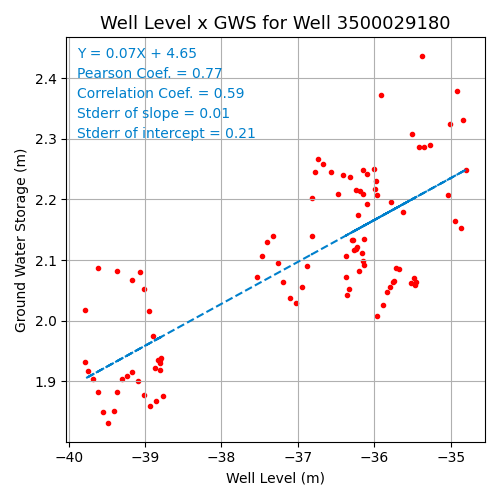 Well Level x GWS for Well 3500029180
Y = 0.07X + 4.65
Pearson Coef. = 0.77
Correlation Coef. = 0.59
Stderr of slope = 0.01
Stderr of intercept = 0.21
Ground Water Storage (m)
2.4
2.3
2.2
2.1
2.0
1.9
−40 −39 −38 −37 −36 −35
Well Level (m)